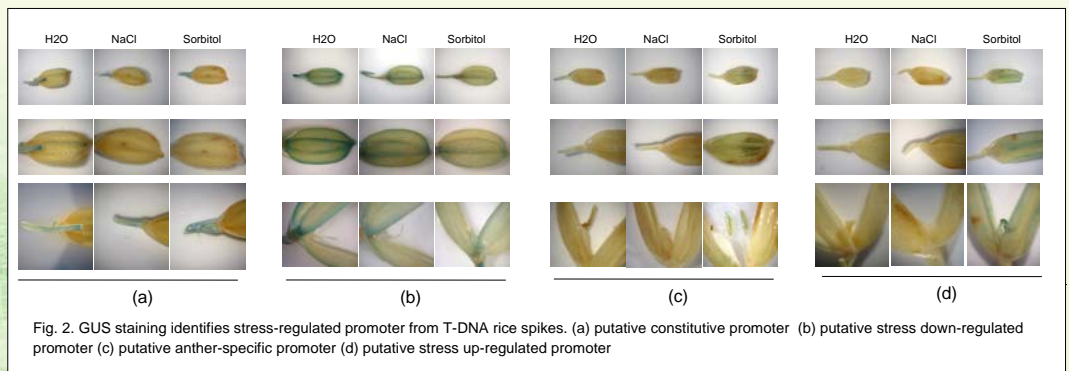 H2O NaCl Sorbitol H2O NaCl Sorbitol H2O NaCl Sorbitol H2O NaCl Sorbitol
(a) (b) (c) (d)
Fig. 2. GUS staining identifies stress-regulated promoter from T-DNA rice spikes. (a) putative constitutive promoter (b) putative stress down-regulated
promoter (c) putative anther-specific promoter (d) putative stress up-regulated promoter